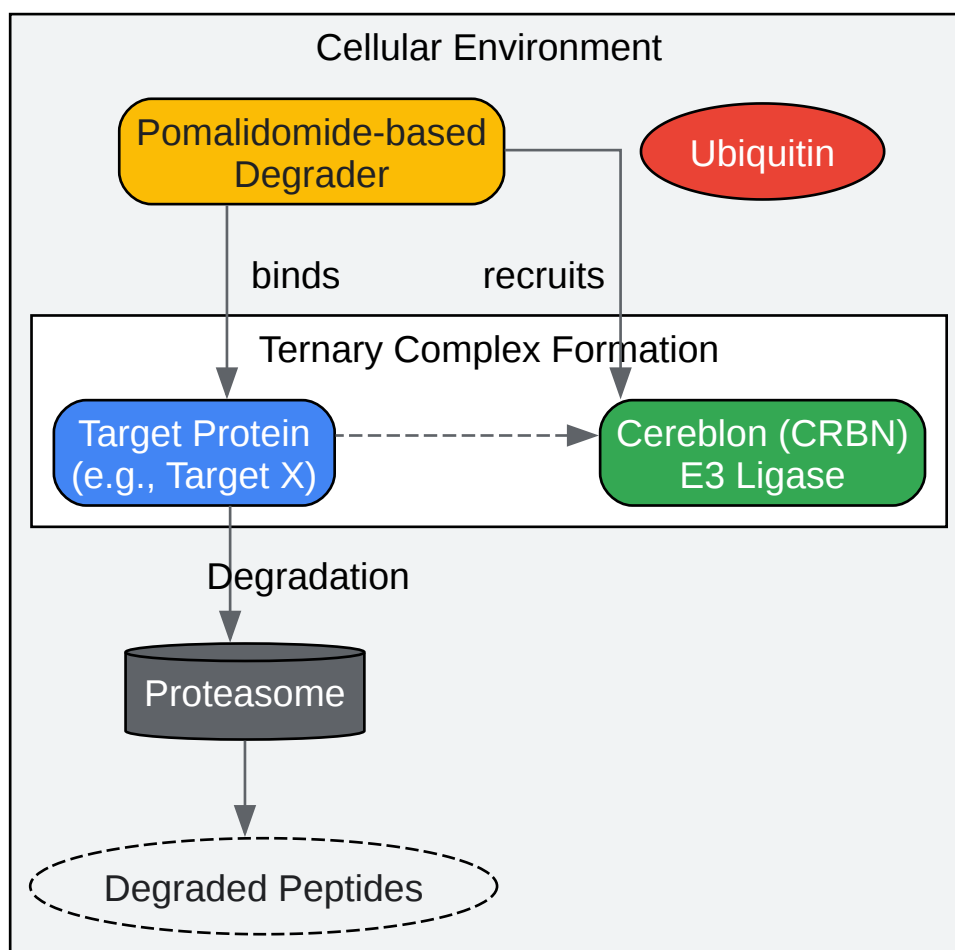 Cellular Environment
Pomalidomide-based
Degrader
Ubiquitin
binds
recruits
Ternary Complex Formation
Target Protein
(e.g., Target X)
Cereblon (CRBN)
E3 Ligase
Degradation
Proteasome
Degraded Peptides